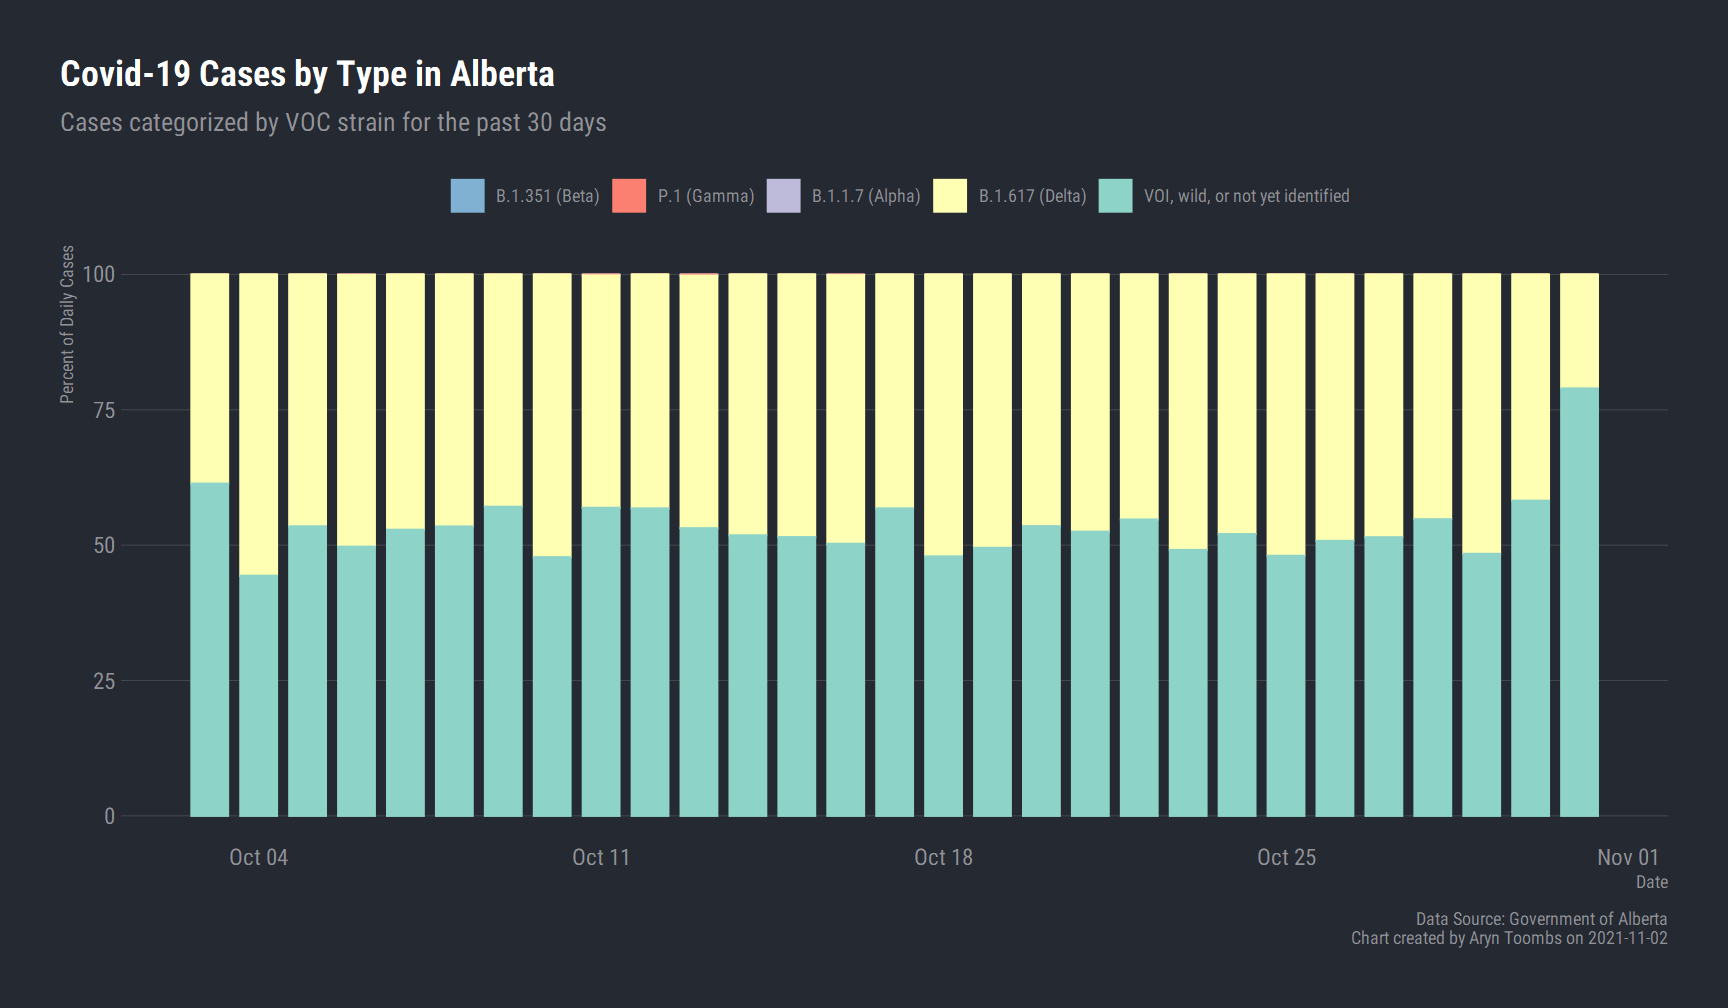 Covid-19 Cases by Type in Alberta
Cases categorized by VOC strain for the past 30 days
B.1.351 (Beta) P.1 (Gamma) B.1.1.7 (Alpha) B.1.617 (Delta) VOI, wild, or not yet identified
Percent of Daily Cases
100
75
50
25
0
Oct 04 Oct 11 Oct 18 Oct 25 Nov 01
Date
Data Source: Government of Alberta
Chart created by Aryn Toombs on 2021-11-02